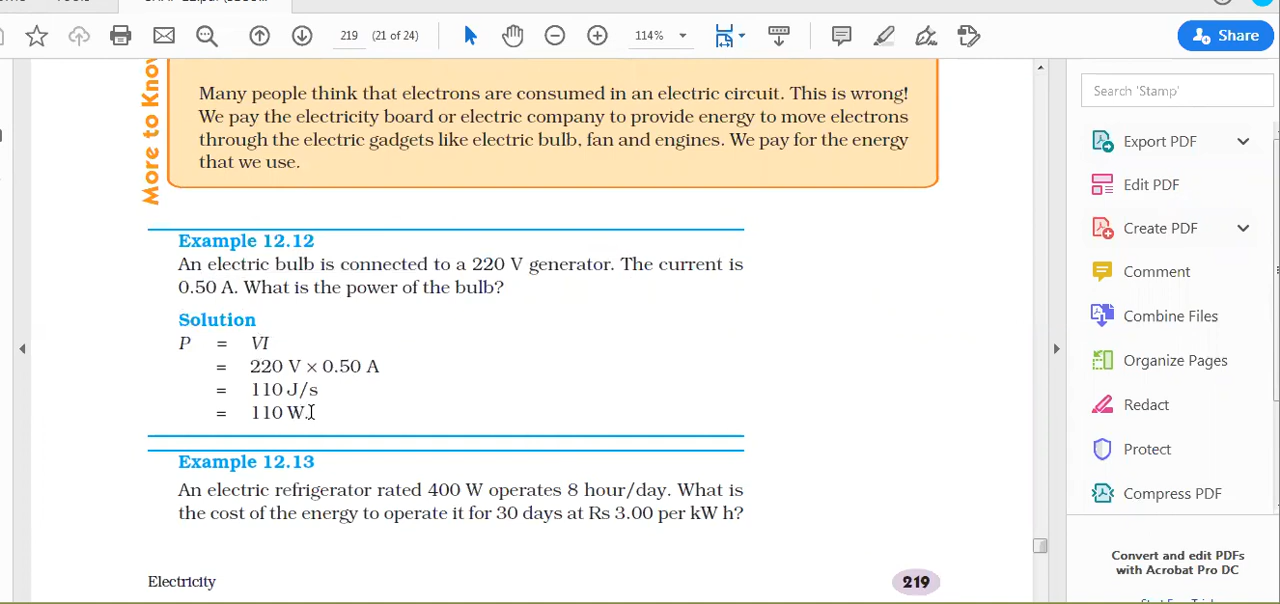 219
(21 of 24)
114%
Share
More to Know
Many people think that electrons are consumed in an electric circuit. This is wrong!
We pay the electricity board or electric company to provide energy to move electrons
through the electric gadgets like electric bulb, fan and engines. We pay for the energy
that we use.
Example 12.12
An electric bulb is connected to a 220 V generator. The current is
0.50 A. What is the power of the bulb?
Solution
P = VI
= 220 V × 0.50 A
= 110 J/s
= 110 W.
Example 12.13
An electric refrigerator rated 400 W operates 8 hour/day. What is
the cost of the energy to operate it for 30 days at Rs 3.00 per kW h?
Electricity
219
Search 'Stamp'
Export PDF
Edit PDF
Create PDF
Comment
Combine Files
Organize Pages
Redact
Protect
Compress PDF
Convert and edit PDFs
with Acrobat Pro DC